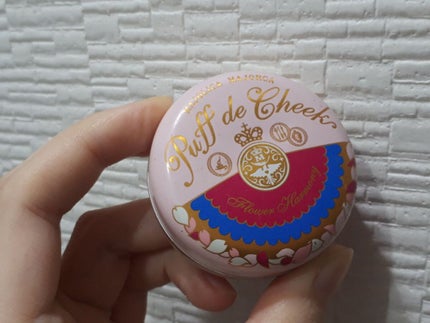 MAJOLICA MAJORCA
Puff de Cheek
Flower Harmony